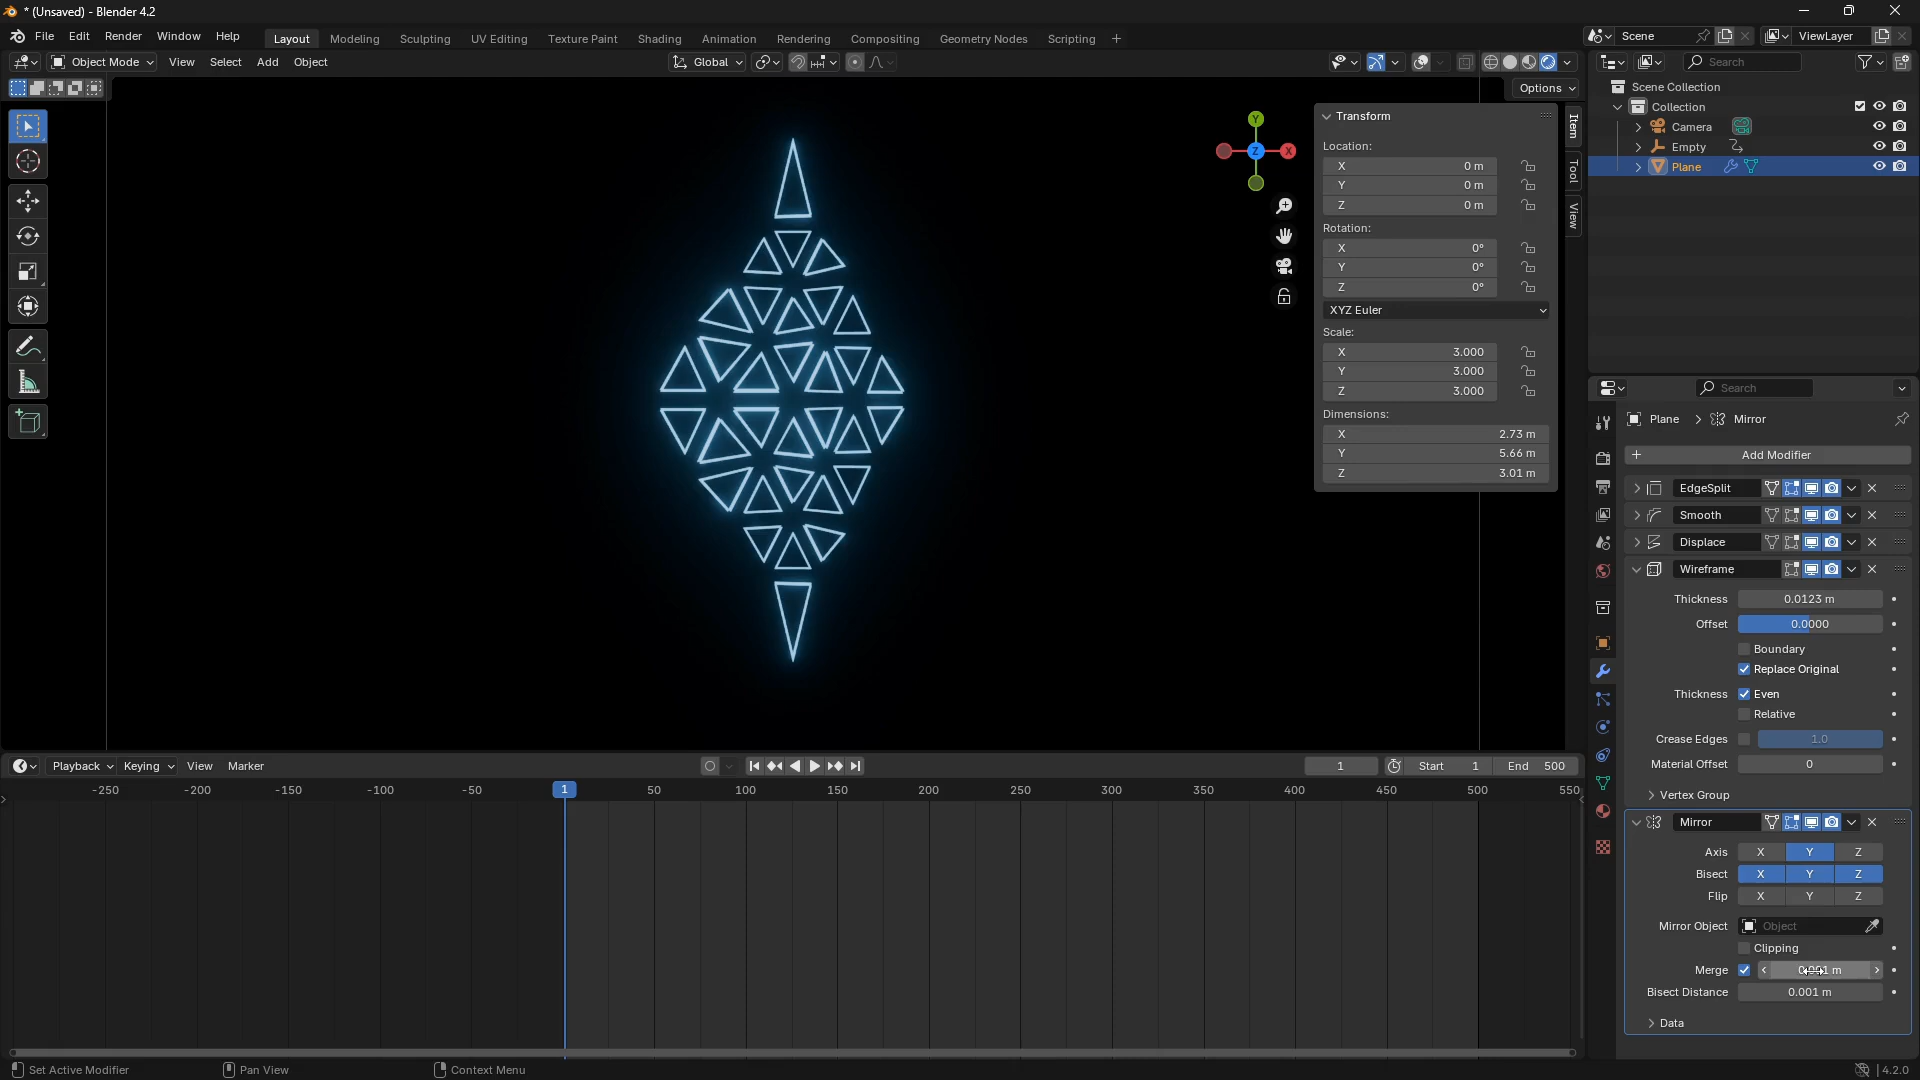 * (Unsaved) - Blender 4.2
File Edit Render Window Help
Layout Modeling Sculpting UV Editing Texture Paint Shading Animation Rendering Compositing Geometry Nodes Scripting +
Scene
ViewLayer
Object Mode View Select Add Object
Global
Options
Search
Scene Collection
Collection
Camera
Empty
Plane
Y
X
Z
Item
Tool
View
Transform
Location:
X 0 m
Y 0 m
Z 0 m
Rotation:
X 0°
Y 0°
Z 0°
XYZ Euler
Scale:
X 3.000
Y 3.000
Z 3.000
Dimensions:
X 2.73 m
Y 5.66 m
Z 3.01 m
Search
Plane > Mirror
+ Add Modifier
EdgeSplit
Smooth
Displace
Wireframe
Thickness 0.0123 m
Offset 0.0000
Boundary
Replace Original
Thickness Even
Relative
Crease Edges 1.0
Material Offset 0
Vertex Group
Mirror
Axis X Y Z
Bisect X Y Z
Flip X Y Z
Mirror Object Object
Clipping
Merge
Bisect Distance 0.001 m
Data
Playback Keying View Marker
1 Start 1 End 500
-250 -200 -150 -100 -50 1 50 100 150 200 250 300 350 400 450 500 550
Set Active Modifier Pan View Context Menu
4.2.0